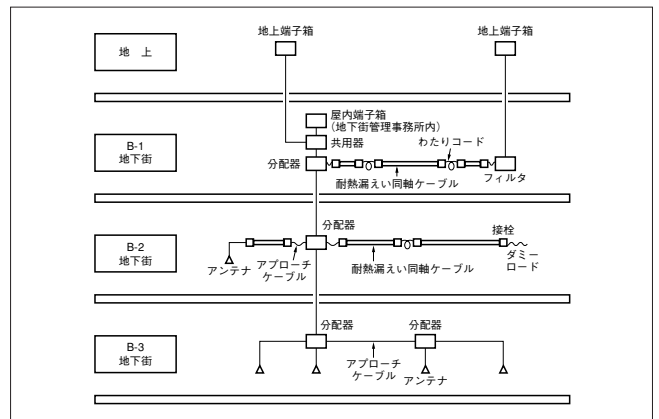 地上端子箱
地上端子箱
地 上
屋内端子箱
(地下街管理事務所内)
共用器
わたりコード
B-1
地下街
分配器
耐熱漏えい同軸ケーブル
フィルタ
分配器
接栓
B-2
地下街
アンテナ
アプローチ
ケーブル
耐熱漏えい同軸ケーブル
ダミー
ロード
分配器
分配器
B-3
地下街
アプローチ
ケーブル
アンテナ